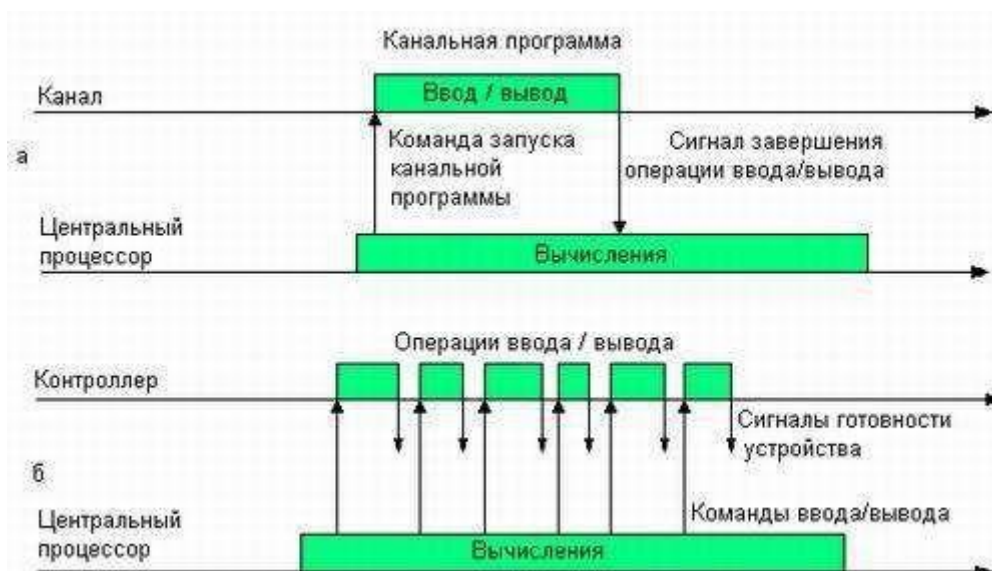 Канальная программа
Ввод / вывод
Канал
а
Команда запуска
канальной
программы
Сигнал завершения
операции ввода/вывода
Центральный
процессор
Вычисления
Операции ввода / вывода
Контроллер
Сигналы готовности
устройства
б
Команды ввода/вывода
Центральный
процессор
Вычисления